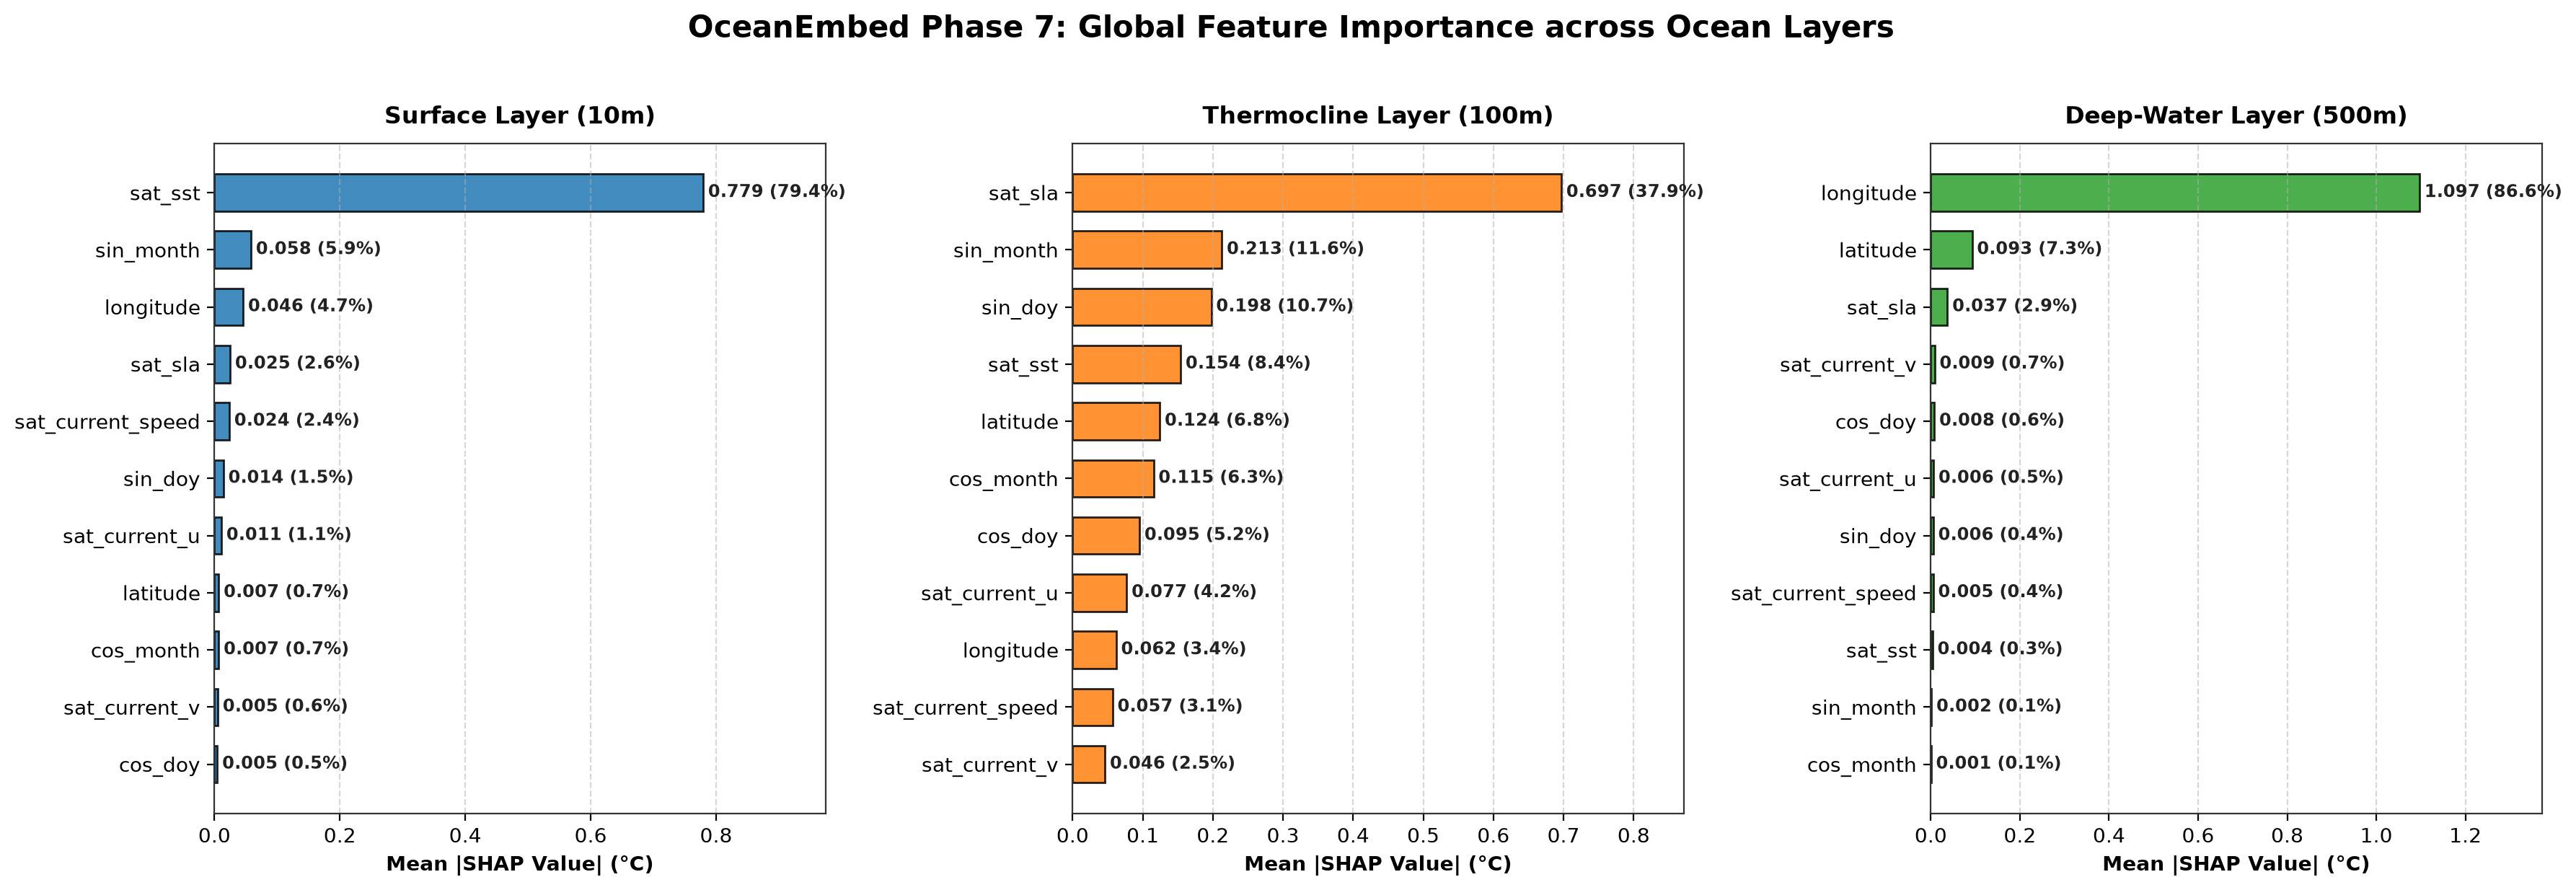 OceanEmbed Phase 7: Global Feature Importance across Ocean Layers
Surface Layer (10m)
sat_sst 0.779 (79.4%)
sin_month 0.058 (5.9%)
longitude 0.046 (4.7%)
sat_sla 0.025 (2.6%)
sat_current_speed 0.024 (2.4%)
sin_doy 0.014 (1.5%)
sat_current_u 0.011 (1.1%)
latitude 0.007 (0.7%)
cos_month 0.007 (0.7%)
sat_current_v 0.005 (0.6%)
cos_doy 0.005 (0.5%)
0.0 0.2 0.4 0.6 0.8
Mean |SHAP Value| (°C)
Thermocline Layer (100m)
sat_sla 0.697 (37.9%)
sin_month 0.213 (11.6%)
sin_doy 0.198 (10.7%)
sat_sst 0.154 (8.4%)
latitude 0.124 (6.8%)
cos_month 0.115 (6.3%)
cos_doy 0.095 (5.2%)
sat_current_u 0.077 (4.2%)
longitude 0.062 (3.4%)
sat_current_speed 0.057 (3.1%)
sat_current_v 0.046 (2.5%)
0.0 0.1 0.2 0.3 0.4 0.5 0.6 0.7 0.8
Mean |SHAP Value| (°C)
Deep-Water Layer (500m)
longitude 1.097 (86.6%)
latitude 0.093 (7.3%)
sat_sla 0.037 (2.9%)
sat_current_v 0.009 (0.7%)
cos_doy 0.008 (0.6%)
sat_current_u 0.006 (0.5%)
sin_doy 0.006 (0.4%)
sat_current_speed 0.005 (0.4%)
sat_sst 0.004 (0.3%)
sin_month 0.002 (0.1%)
cos_month 0.001 (0.1%)
0.0 0.2 0.4 0.6 0.8 1.0 1.2
Mean |SHAP Value| (°C)